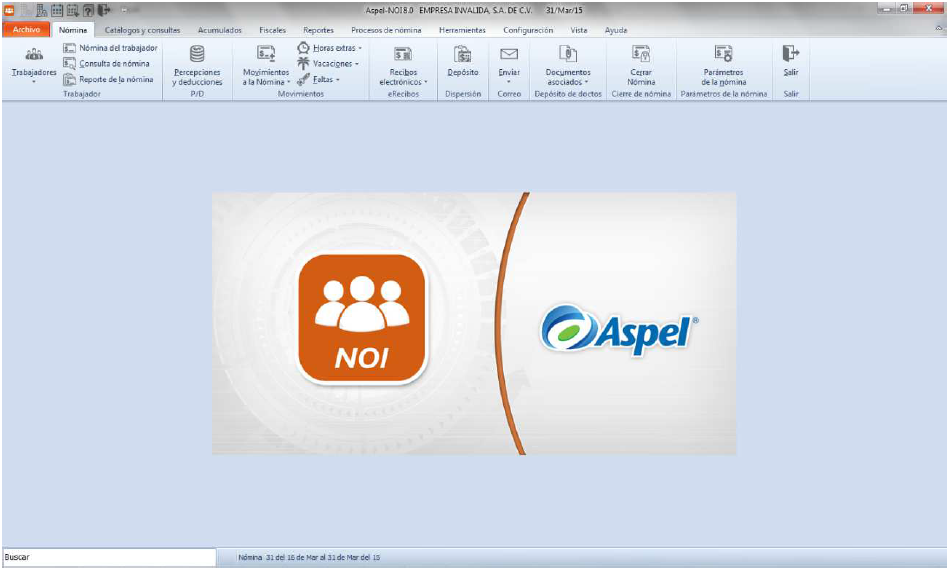 Aspel-NOI 8.0 EMPRESA INVALIDA, S.A. DE C.V. 31/Mar/15
Archivo Nómina Catálogos y consultas Acumulados Fiscales Reportes Procesos de nómina Herramientas Configuración Vista Ayuda
Trabajadores
Nómina del trabajador
Consulta de nómina
Reporte de la nómina
Trabajador
Percepciones
y deducciones
P/D
Movimientos
a la Nómina
Horas extras
Vacaciones
Faltas
Movimientos
Recibos
electrónicos
eRecibos
Depósito
Dispersión
Enviar
Correo
Documentos
asociados
Depósito de doctos
Cerrar
Nómina
Cierre de nómina
Parámetros
de la nómina
Parámetros de la nómina
Salir
Salir
NOI
Aspel®
Buscar
Nómina 31 del 16 de Mar al 31 de Mar del 15